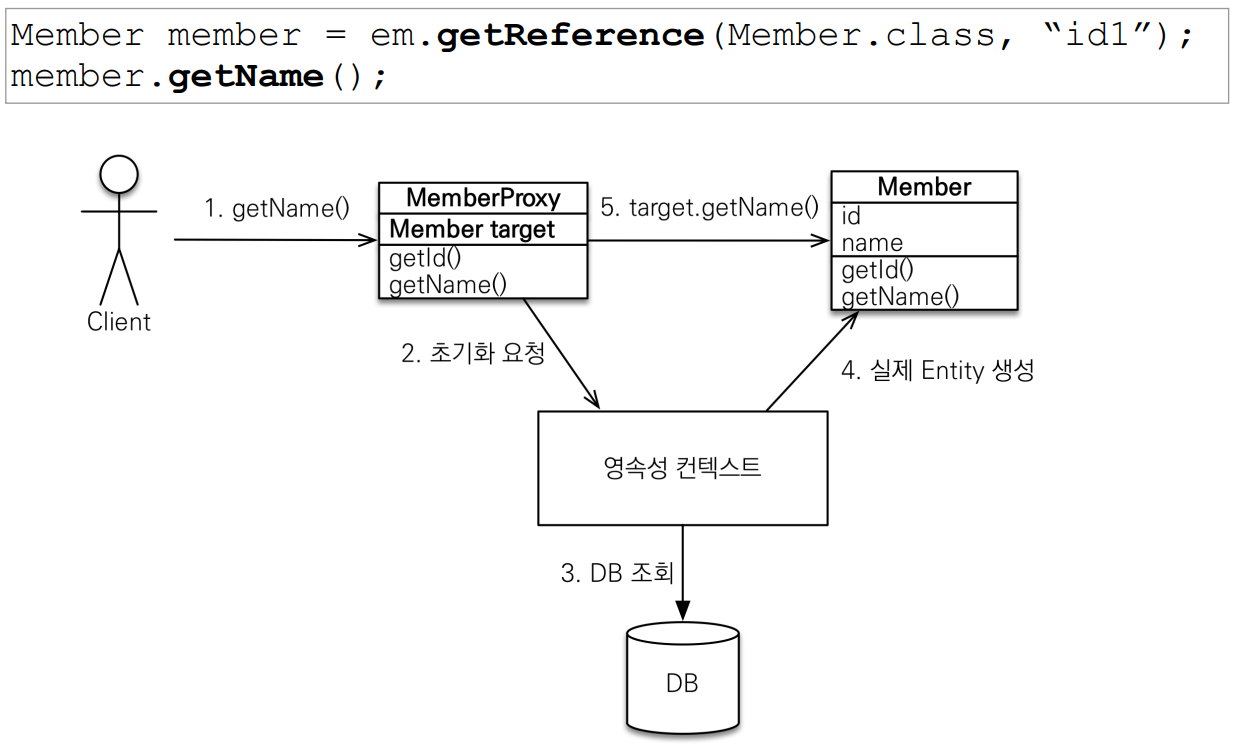 Member member = em.getReference(Member.class, “id1”);
member.getName();
1. getName()
MemberProxy
Member target
getId()
getName()
5. target.getName()
Member
id
name
getId()
getName()
Client
2. 초기화 요청
4. 실제 Entity 생성
영속성 컨텍스트
3. DB 조회
DB